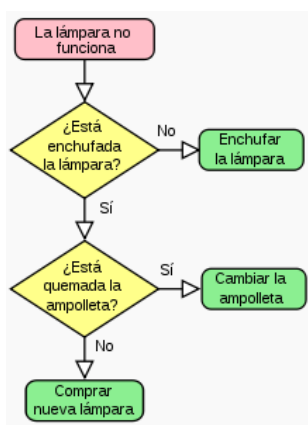 La lámpara no
funciona
¿Está
enchufada
la lámpara?
No
Enchufar
la lámpara
Sí
¿Está
quemada la
ampolleta?
Sí
Cambiar la
ampolleta
No
Comprar
nueva lámpara